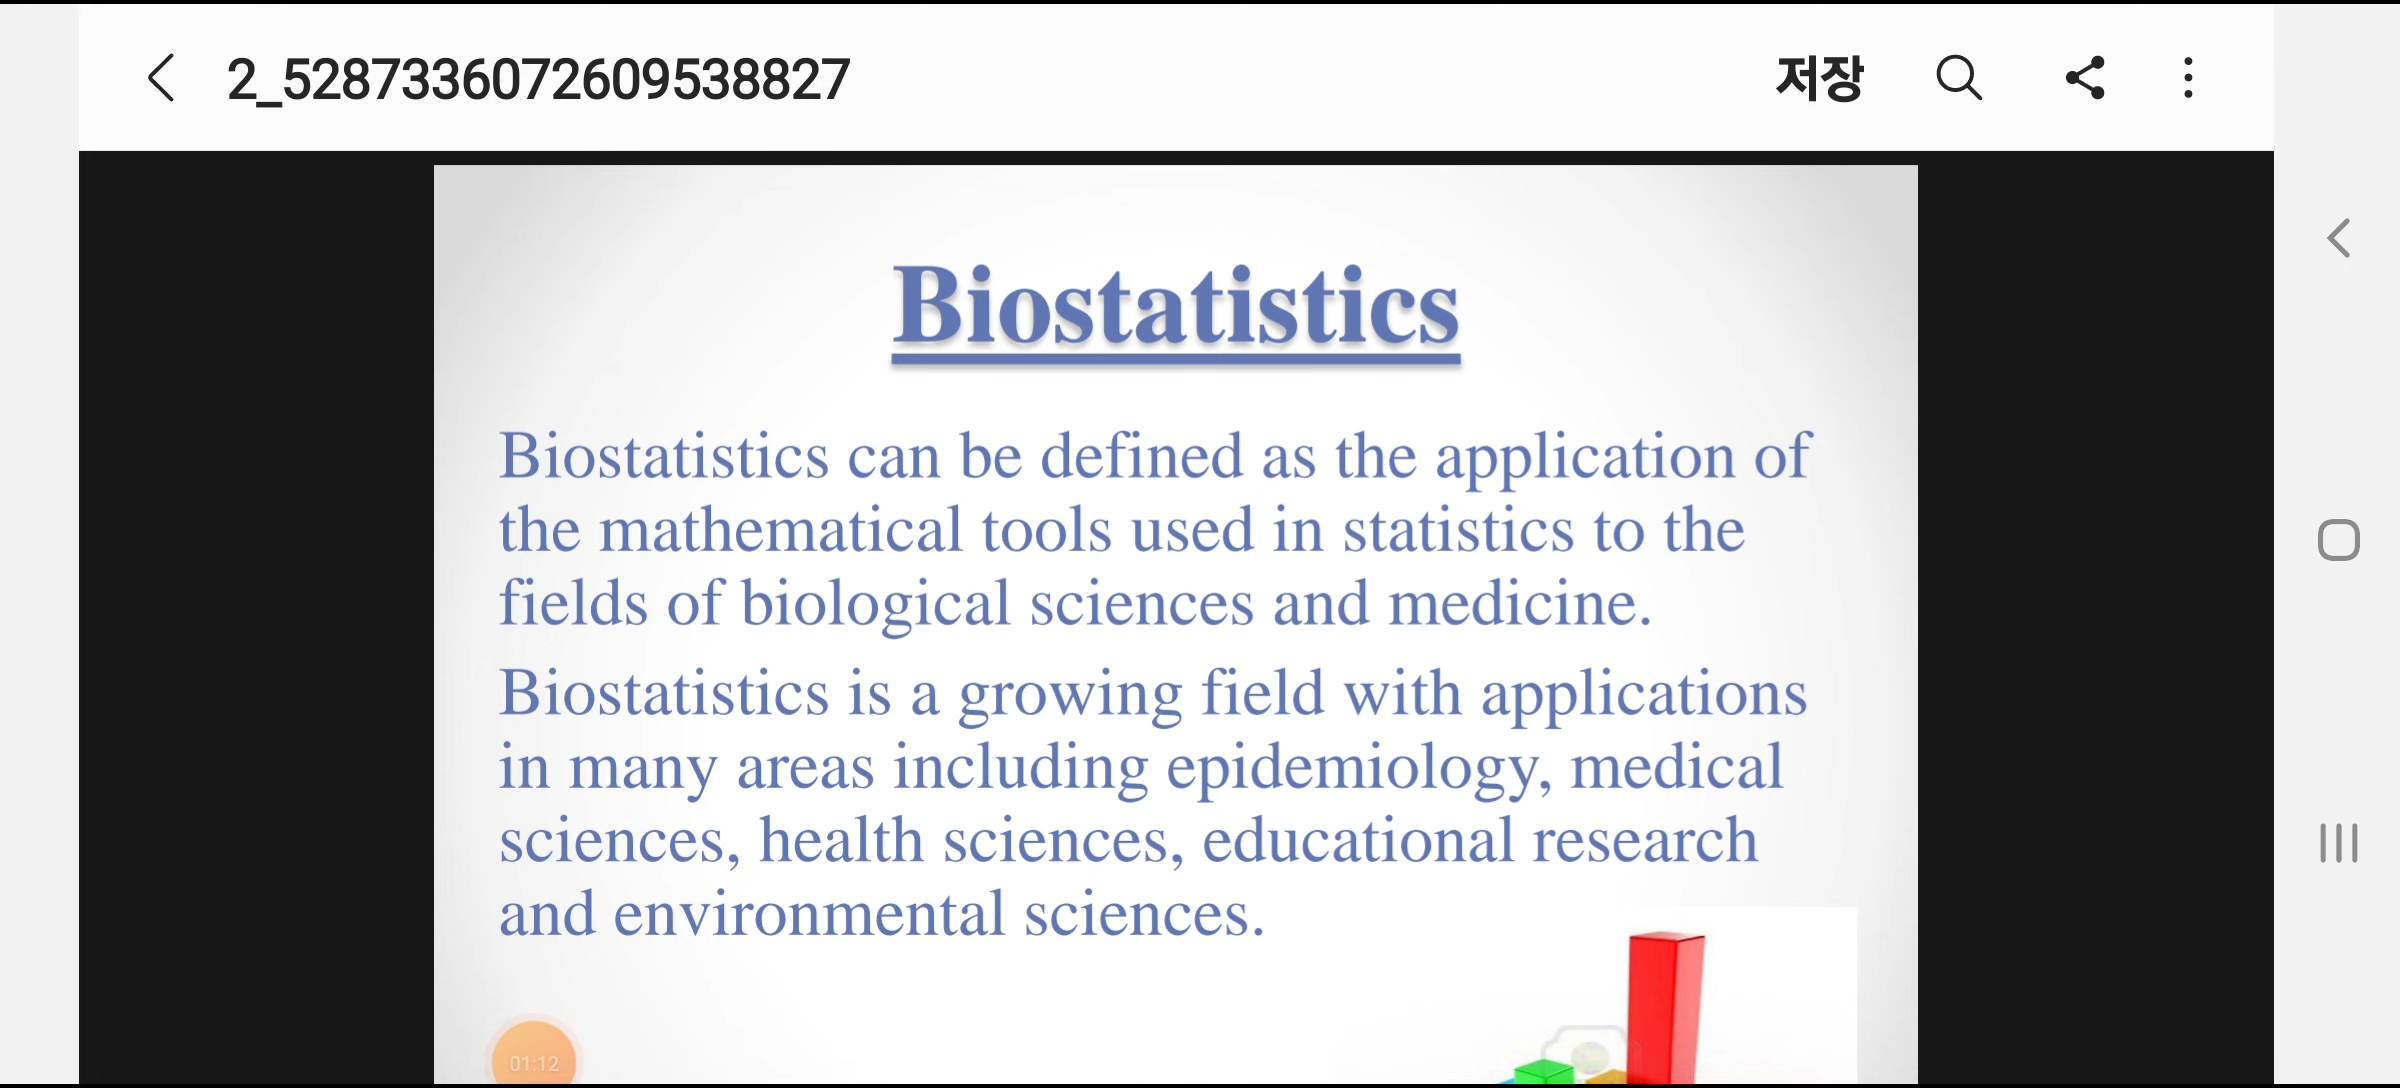 2_5287336072609538827
저장
Biostatistics
Biostatistics can be defined as the application of
the mathematical tools used in statistics to the
fields of biological sciences and medicine.
Biostatistics is a growing field with applications
in many areas including epidemiology, medical
sciences, health sciences, educational research
and environmental sciences.
01:12